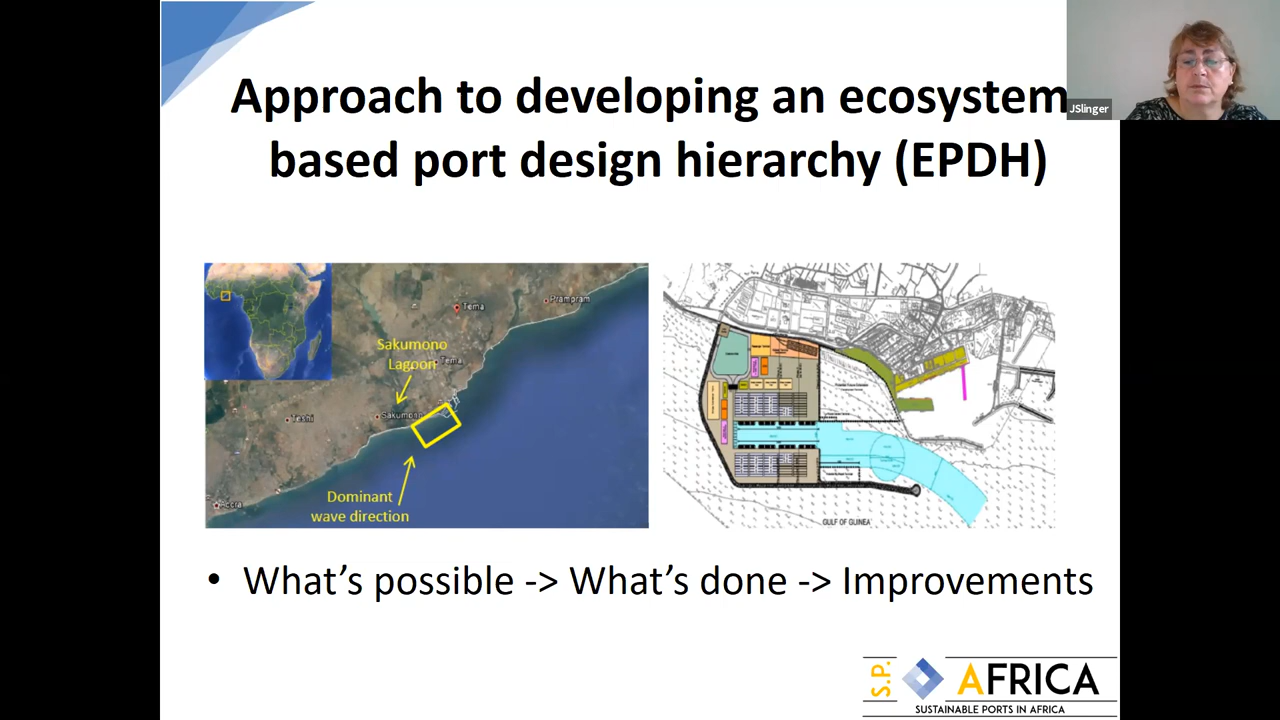 Approach to developing an ecosystem
based port design hierarchy (EPDH)
JSlinger
Tema
Prampram
Sakumono
Lagoon
Tema
Sakumono
Teshi
Dominant
wave direction
Accra
GULF OF GUINEA
• What's possible -> What's done -> Improvements
S.P.
AFRICA
SUSTAINABLE PORTS IN AFRICA